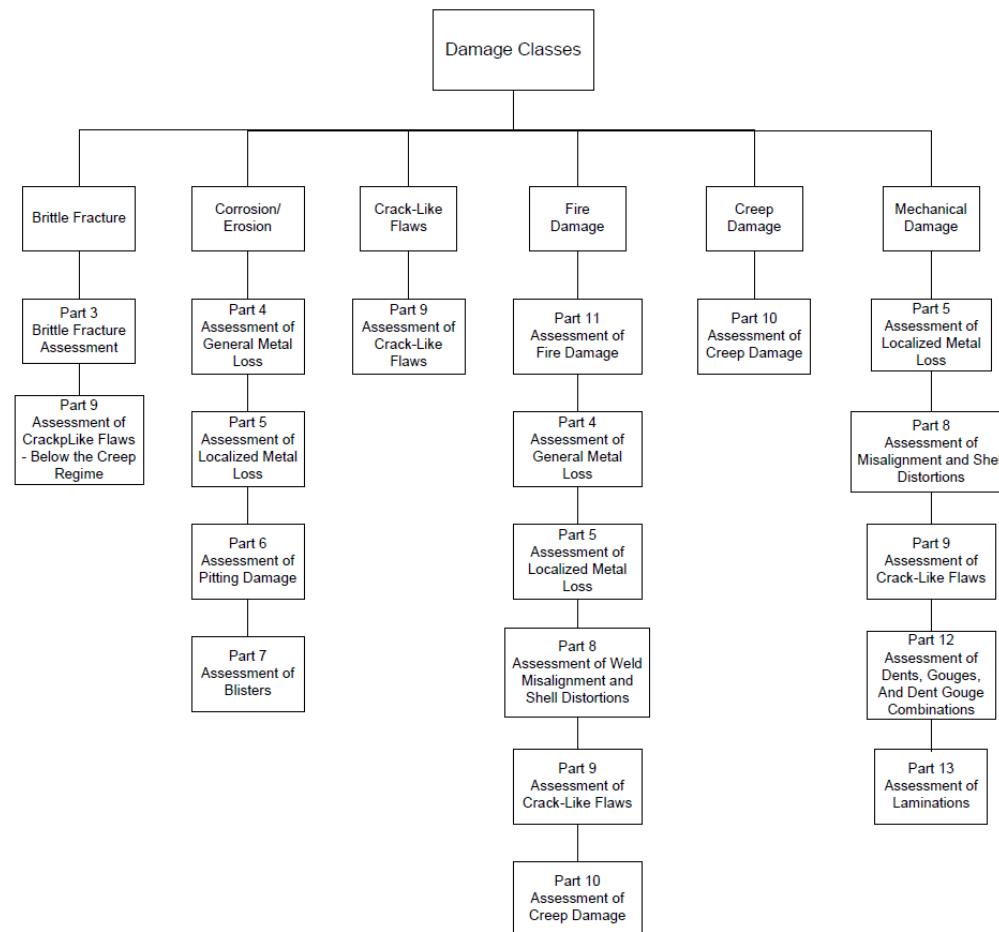 Damage Classes
Brittle Fracture
Corrosion/
Erosion
Crack-Like
Flaws
Fire
Damage
Creep
Damage
Mechanical
Damage
Part 3
Brittle Fracture
Assessment
Part 9
Assessment of
CrackpLike Flaws
- Below the Creep
Regime
Part 4
Assessment of
General Metal
Loss
Part 5
Assessment of
Localized Metal
Loss
Part 6
Assessment of
Pitting Damage
Part 7
Assessment of
Blisters
Part 9
Assessment of
Crack-Like
Flaws
Part 11
Assessment of
Fire Damage
Part 4
Assessment of
General Metal
Loss
Part 5
Assessment of
Localized Metal
Loss
Part 8
Assessment of Weld
Misalignment and
Shell Distortions
Part 9
Assessment of
Crack-Like Flaws
Part 10
Assessment of
Creep Damage
Part 10
Assessment of
Creep Damage
Part 5
Assessment of
Localized Metal
Loss
Part 8
Assessment of
Misalignment and Shell
Distortions
Part 9
Assessment of
Crack-Like Flaws
Part 12
Assessment of
Dents, Gouges,
And Dent Gouge
Combinations
Part 13
Assessment of
Laminations